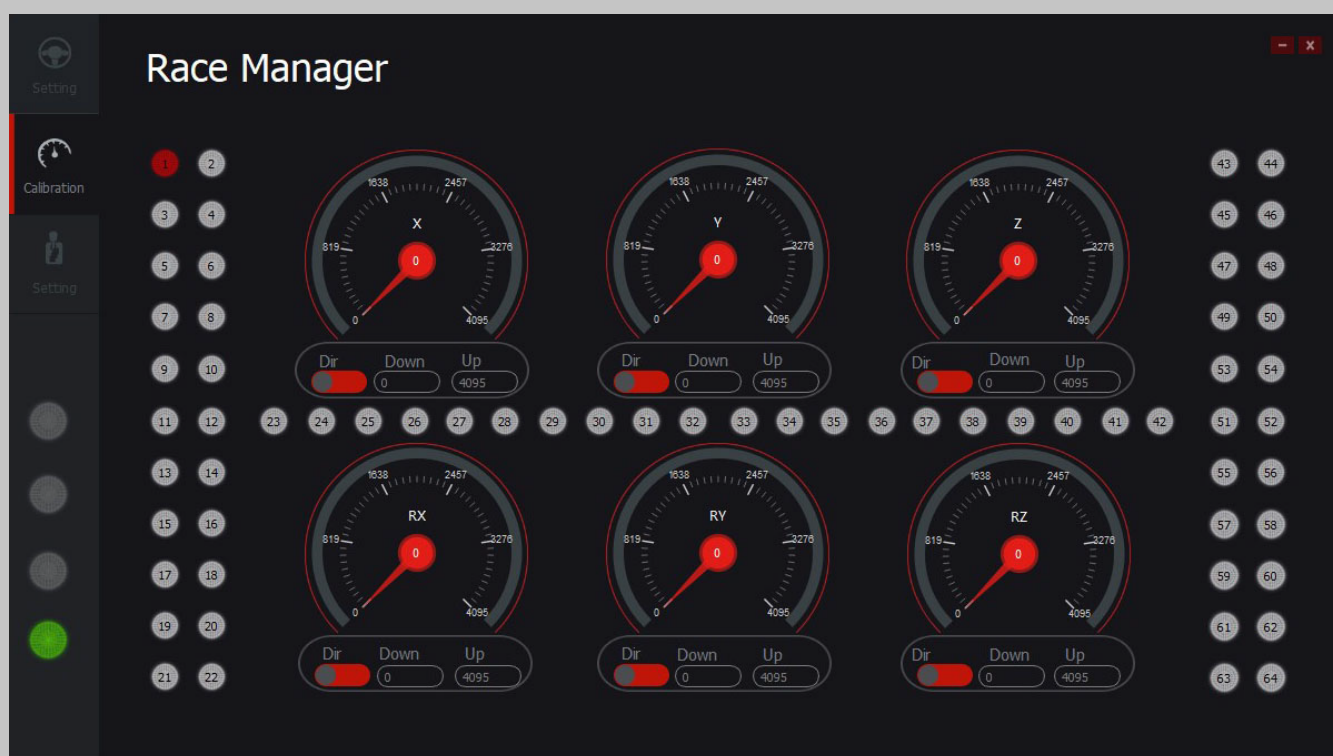 Race Manager
Setting
Calibration
Setting
1 2
3 4
5 6
7 8
9 10
11 12
13 14
15 16
17 18
19 20
21 22
X
0
0 819 1638 2457 3276 4095
Dir Down Up
0 4095
Y
0
0 819 1638 2457 3276 4095
Dir Down Up
0 4095
Z
0
0 819 1638 2457 3276 4095
Dir Down Up
0 4095
23 24 25 26 27 28 29 30 31 32 33 34 35 36 37 38 39 40 41 42
RX
0
0 819 1638 2457 3276 4095
Dir Down Up
0 4095
RY
0
0 819 1638 2457 3276 4095
Dir Down Up
0 4095
RZ
0
0 819 1638 2457 3276 4095
Dir Down Up
0 4095
43 44
45 46
47 48
49 50
53 54
51 52
55 56
57 58
59 60
61 62
63 64